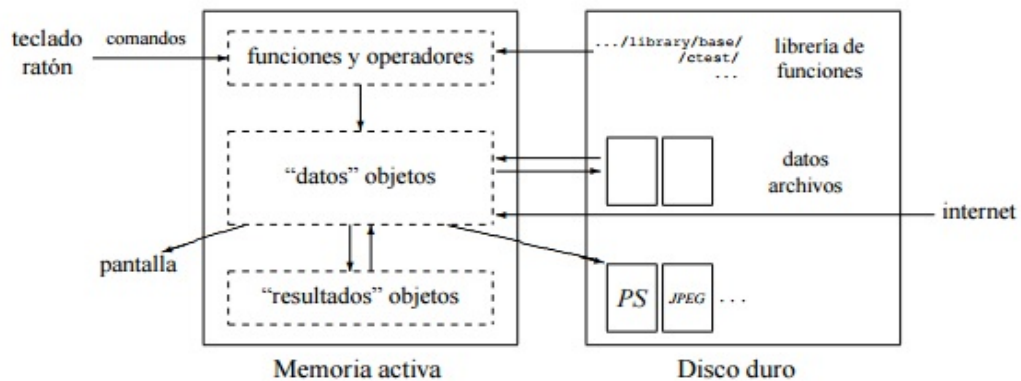 teclado
ratón
comandos
funciones y operadores
.../library/base/
/ctest/
...
librería de
funciones
“datos” objetos
datos
archivos
internet
pantalla
“resultados” objetos
PS
JPEG
...
Memoria activa
Disco duro